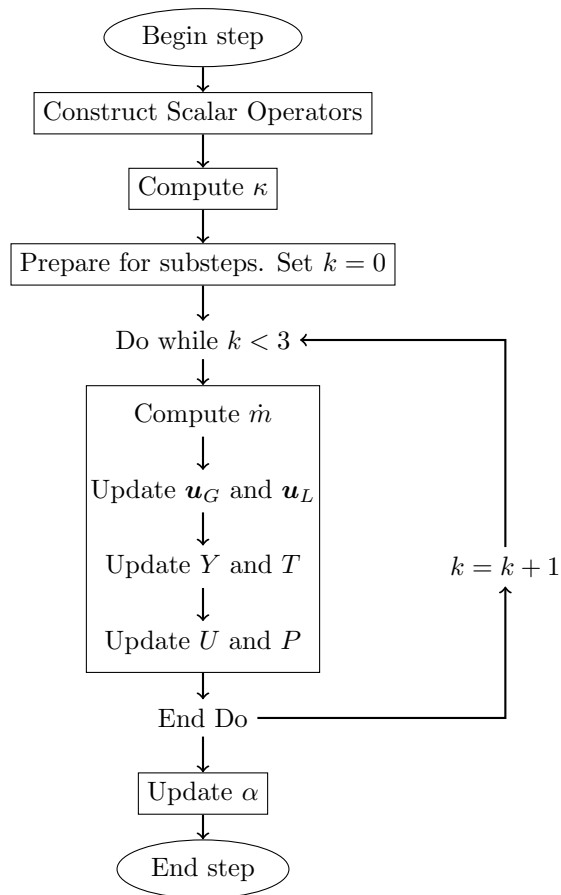 Begin step
Construct Scalar Operators
Compute κ
Prepare for substeps. Set k = 0
Do while k < 3
Compute ṁ
Update u_G and u_L
Update Y and T
k = k + 1
Update U and P
End Do
Update α
End step